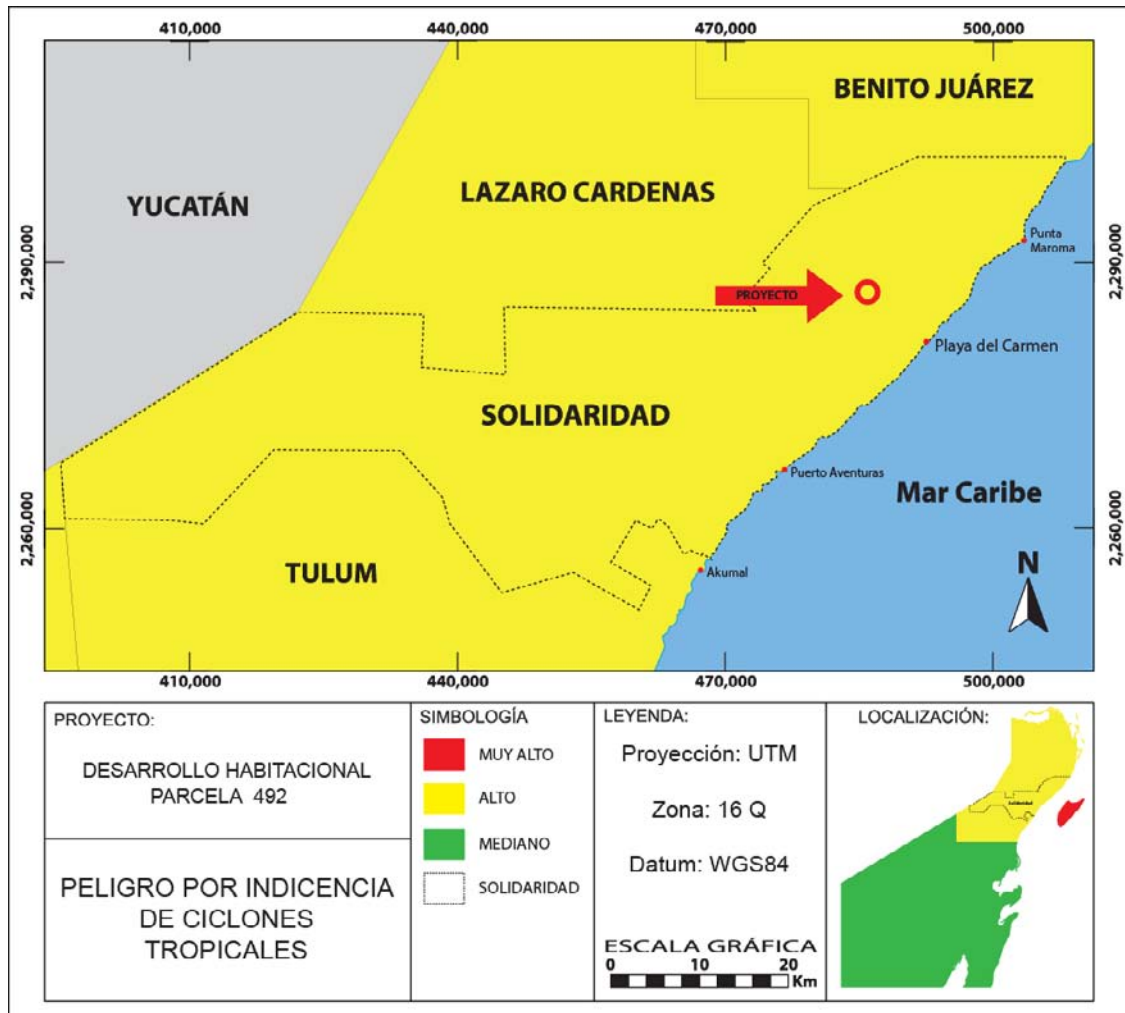 410,000
440,000
470,000
500,000
BENITO JUÁREZ
YUCATÁN
LAZARO CARDENAS
Punta
Maroma
2,290,000
2,290,000
PROYECTO
Playa del Carmen
SOLIDARIDAD
Puerto Aventuras
Mar Caribe
2,260,000
2,260,000
TULUM
Akumal
N
410,000
440,000
470,000
500,000
PROYECTO:
DESARROLLO HABITACIONAL
PARCELA 492
PELIGRO POR INDICENCIA
DE CICLONES
TROPICALES
SIMBOLOGÍA
MUY ALTO
ALTO
MEDIANO
SOLIDARIDAD
LEYENDA:
Proyección: UTM
Zona: 16 Q
Datum: WGS84
ESCALA GRÁFICA
0 10 20
Km
LOCALIZACIÓN:
Solidaridad